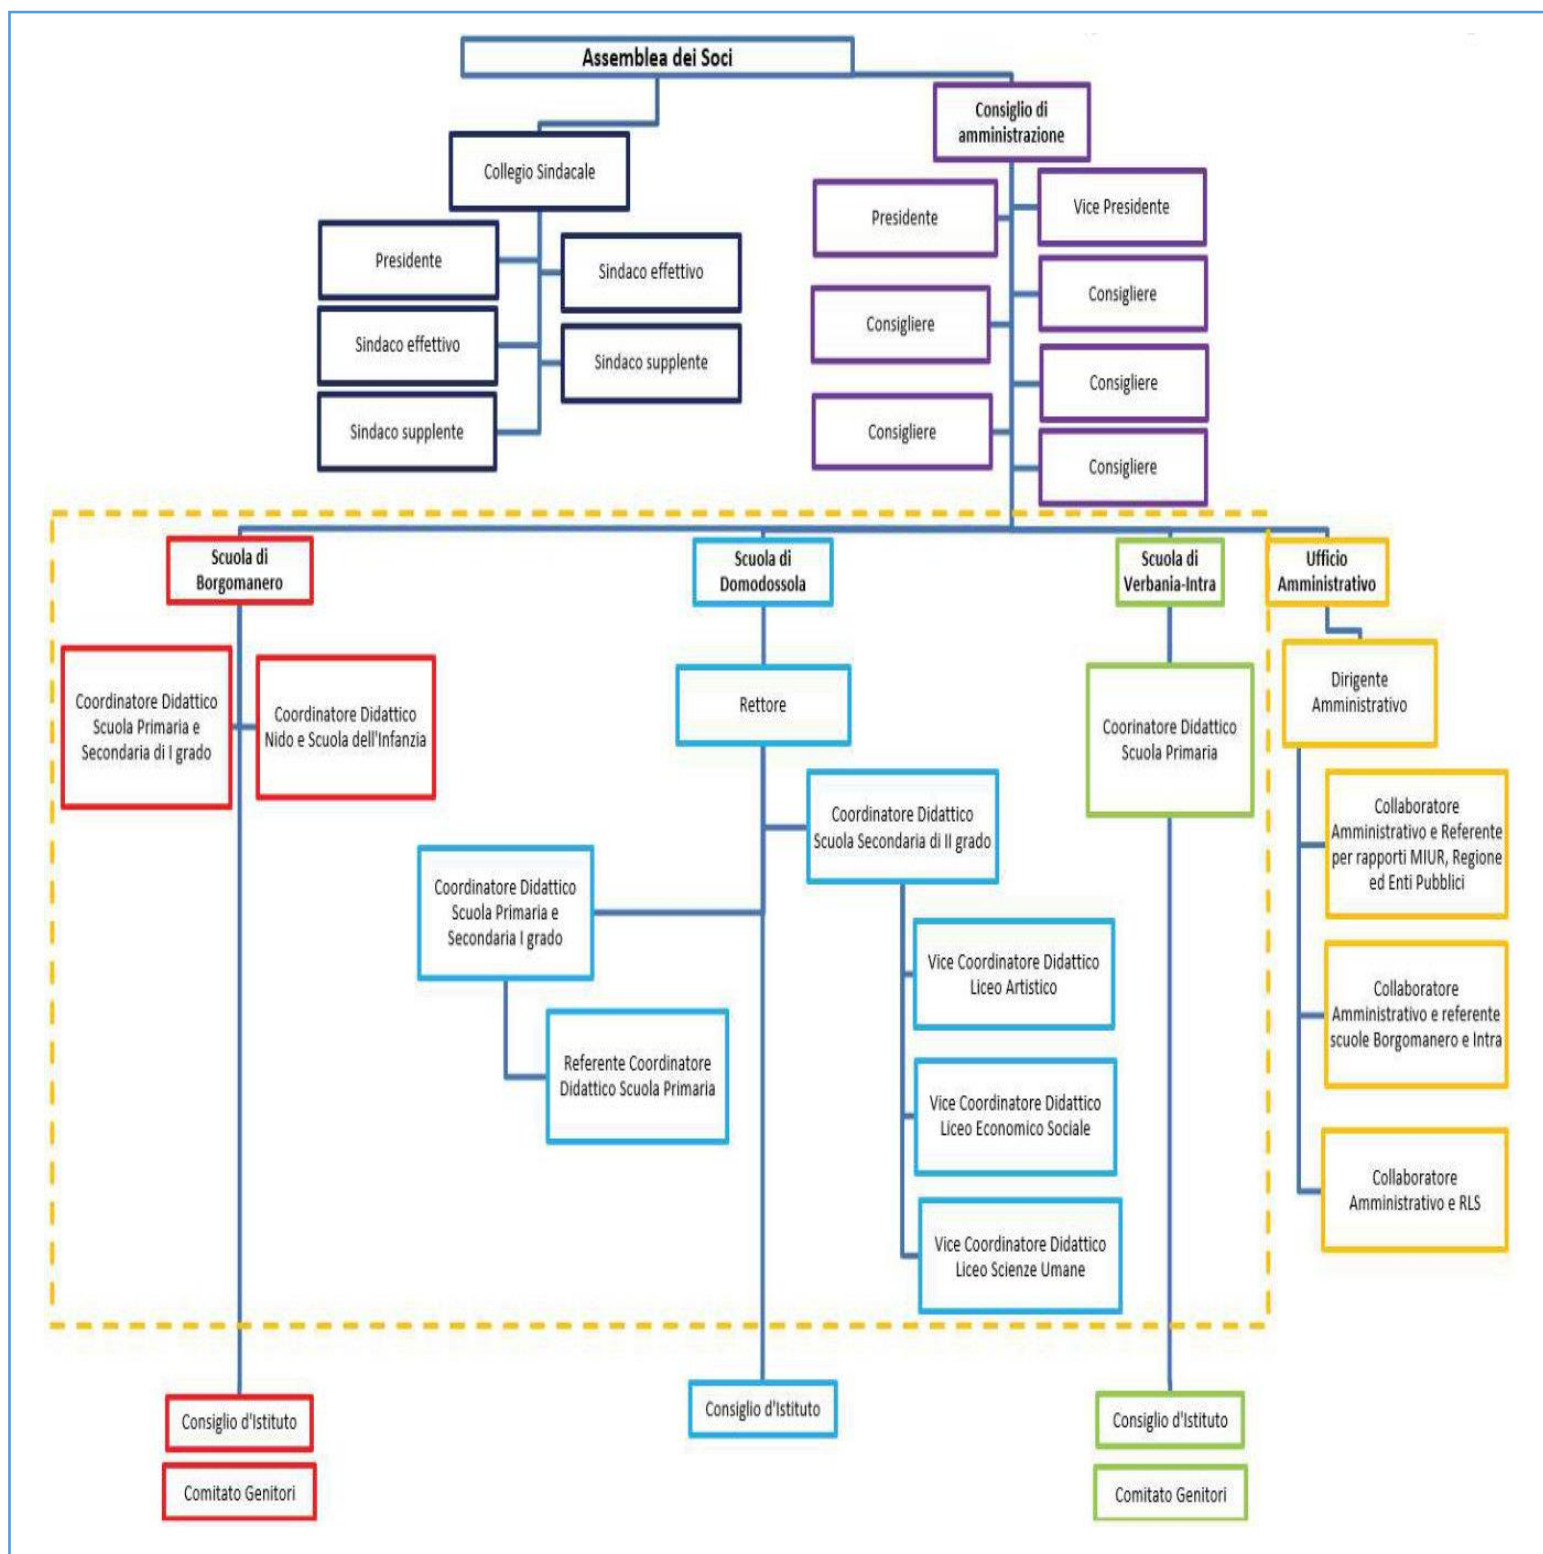 Assemblea dei Soci
Consiglio di
amministrazione
Collegio Sindacale
Presidente
Vice Presidente
Presidente
Sindaco effettivo
Consigliere
Consigliere
Sindaco effettivo
Sindaco supplente
Consigliere
Sindaco supplente
Consigliere
Consigliere
Scuola di
Borgomanero
Scuola di
Domodossola
Scuola di
Verbania-Intra
Ufficio
Amministrativo
Coordinatore Didattico
Scuola Primaria e
Secondaria di I grado
Coordinatore Didattico
Nido e Scuola dell'Infanzia
Rettore
Coorinatore Didattico
Scuola Primaria
Dirigente
Amministrativo
Coordinatore Didattico
Scuola Secondaria di II grado
Collaboratore
Amministrativo e Referente
per rapporti MIUR, Regione
ed Enti Pubblici
Coordinatore Didattico
Scuola Primaria e
Secondaria I grado
Vice Coordinatore Didattico
Liceo Artistico
Collaboratore
Amministrativo e referente
scuole Borgomanero e Intra
Referente Coordinatore
Didattico Scuola Primaria
Vice Coordinatore Didattico
Liceo Economico Sociale
Collaboratore
Amministrativo e RLS
Vice Coordinatore Didattico
Liceo Scienze Umane
Consiglio d'Istituto
Consiglio d'Istituto
Consiglio d'Istituto
Comitato Genitori
Comitato Genitori